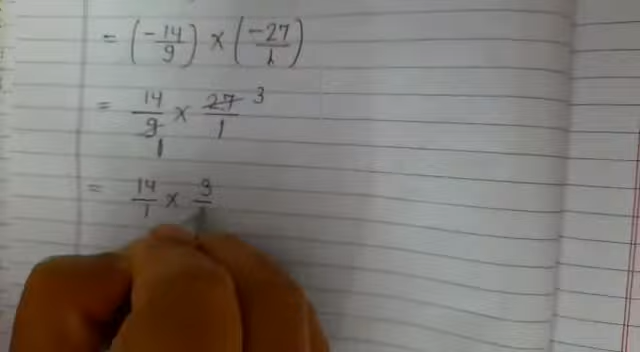 = (-14/9) × (-27/1)
= 14/9 1 × 27/1 3
= 14/1 × 3/